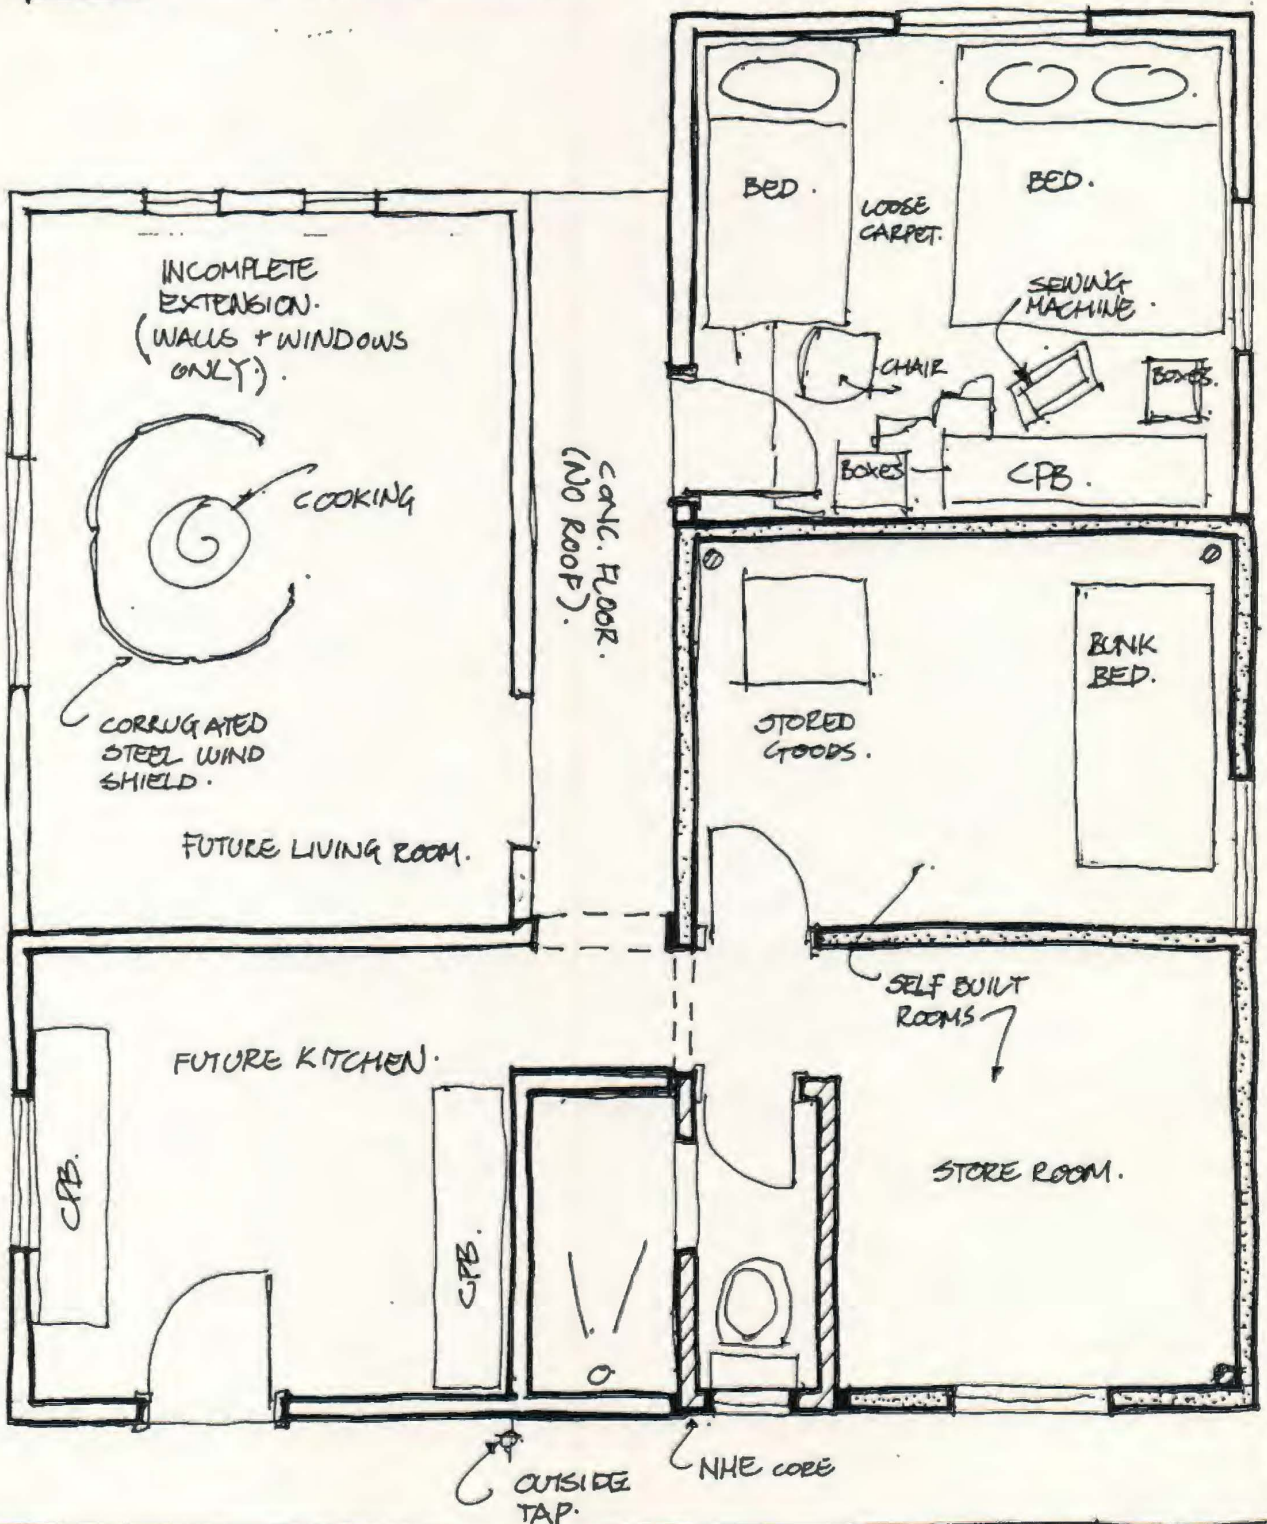 BED.
BED.
LOOSE
CARPET.
SEWING
MACHINE.
CHAIR
BOXES.
BOXES
CPB.
INCOMPLETE
EXTENSION.
(WALLS + WINDOWS
ONLY.).
COOKING
CONC. FLOOR.
(NO ROOF).
CORRUGATED
STEEL WIND
SHIELD.
FUTURE LIVING ROOM.
STORED
GOODS.
BUNK
BED.
SELF BUILT
ROOMS
FUTURE KITCHEN.
CPB.
CPB.
STORE ROOM.
OUTSIDE
TAP.
NHE CORE